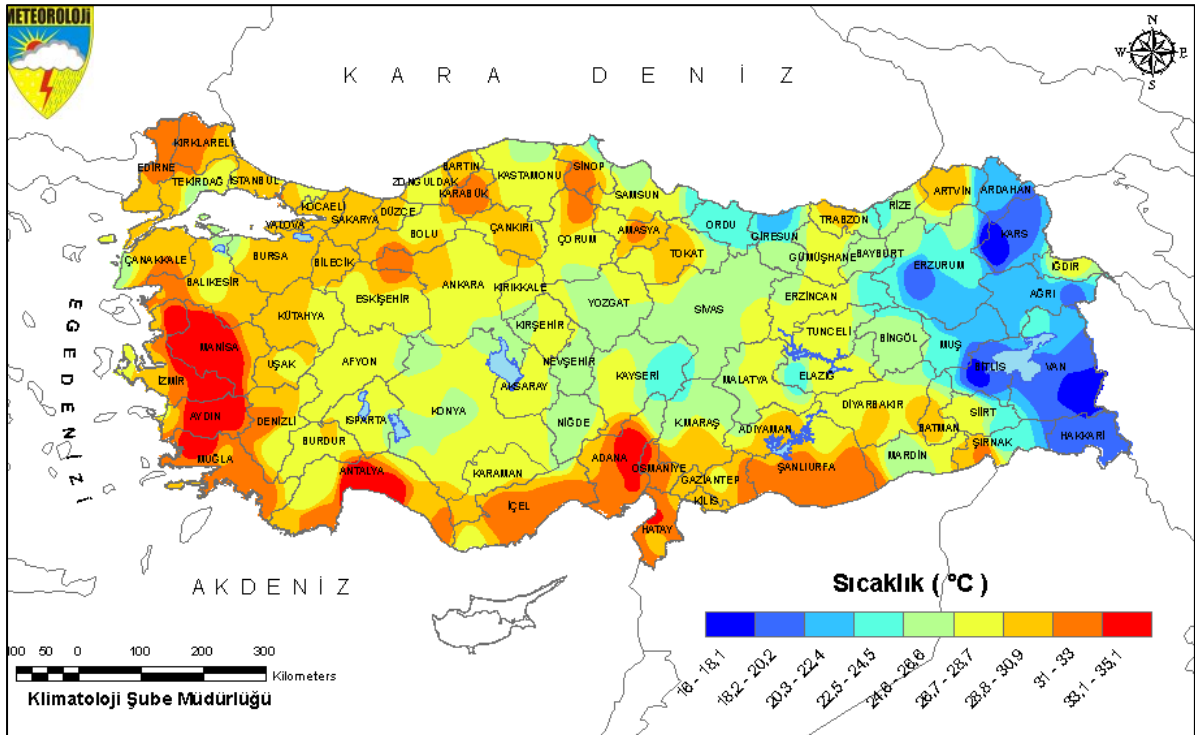 METEOROLOJİ
N
W E
S
K A R A D E N İ Z
KIRKLARELİ
EDİRNE
TEKİRDAĞ
İSTANBUL
KOCAELİ
YALOVA
SAKARYA
DÜZCE
BOLU
ZONGULDAK
BARTIN
KARABÜK
KASTAMONU
SİNOP
SAMSUN
ÇANKIRI
ÇORUM
AMASYA
TOKAT
ORDU
GİRESUN
TRABZON
RİZE
ARTVİN
ARDAHAN
KARS
IĞDIR
GÜMÜŞHANE
BAYBURT
ERZURUM
AĞRI
ÇANAKKALE
BALIKESİR
BURSA
BİLECİK
ESKİŞEHİR
ANKARA
KIRIKKALE
YOZGAT
SİVAS
ERZİNCAN
TUNCELİ
BİNGÖL
MUŞ
BİTLİS
VAN
KÜTAHYA
MANİSA
İZMİR
UŞAK
AFYON
KIRŞEHİR
NEVŞEHİR
AKSARAY
KAYSERİ
MALATYA
ELAZIĞ
DİYARBAKIR
BATMAN
SİİRT
ŞIRNAK
HAKKARİ
AYDIN
DENİZLİ
ISPARTA
BURDUR
KONYA
NİĞDE
K.MARAŞ
ADIYAMAN
MARDİN
MUĞLA
ANTALYA
KARAMAN
İÇEL
ADANA
OSMANİYE
GAZİANTEP
KİLİS
ŞANLIURFA
HATAY
E G E D E N İ Z İ
A K D E N İ Z
Sıcaklık ( °C )
16 - 18,1
18,2 - 20,2
20,3 - 22,4
22,5 - 24,5
24,6 - 26,6
26,7 - 28,7
28,8 - 30,9
31 - 33
33,1 - 35,1
100 50 0 100 200 300
Kilometers
Klimatoloji Şube Müdürlüğü